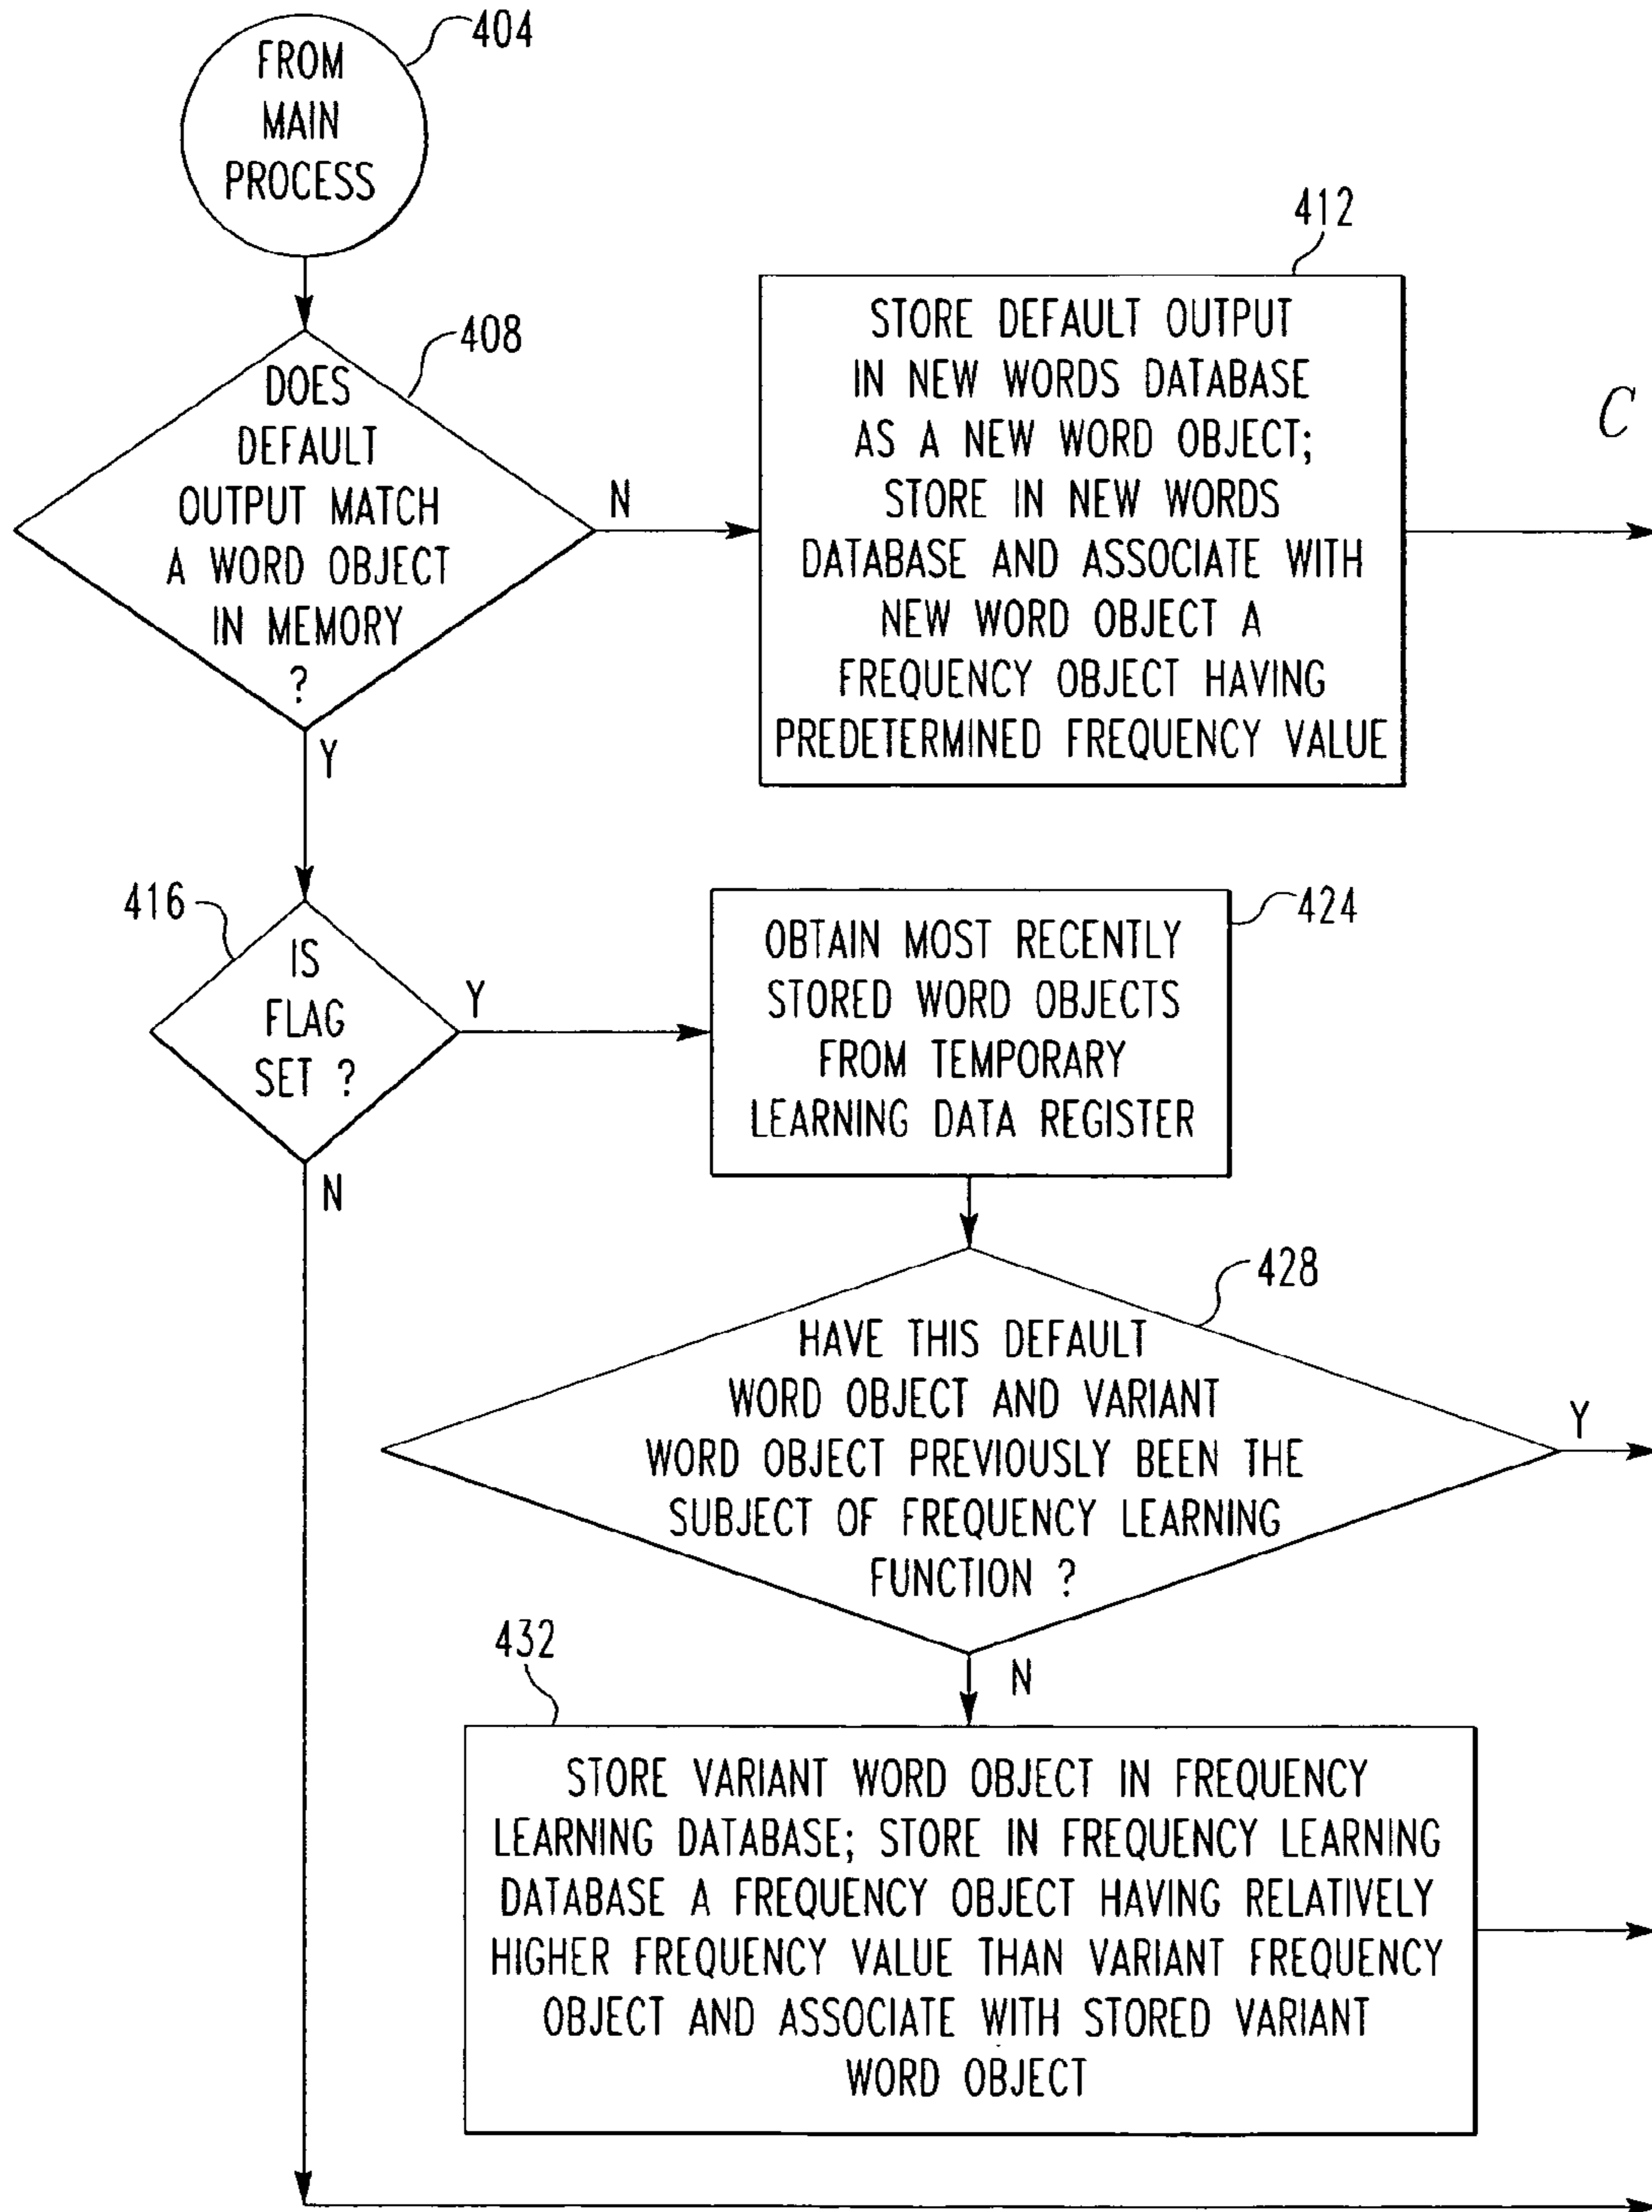 FROM
MAIN
PROCESS
404
DOES
DEFAULT
OUTPUT MATCH
A WORD OBJECT
IN MEMORY
?
408
N
Y
412
STORE DEFAULT OUTPUT
IN NEW WORDS DATABASE
AS A NEW WORD OBJECT;
STORE IN NEW WORDS
DATABASE AND ASSOCIATE WITH
NEW WORD OBJECT A
FREQUENCY OBJECT HAVING
PREDETERMINED FREQUENCY VALUE
C
416
IS
FLAG
SET ?
Y
N
424
OBTAIN MOST RECENTLY
STORED WORD OBJECTS
FROM TEMPORARY
LEARNING DATA REGISTER
428
HAVE THIS DEFAULT
WORD OBJECT AND VARIANT
WORD OBJECT PREVIOUSLY BEEN THE
SUBJECT OF FREQUENCY LEARNING
FUNCTION ?
Y
N
432
STORE VARIANT WORD OBJECT IN FREQUENCY
LEARNING DATABASE; STORE IN FREQUENCY LEARNING
DATABASE A FREQUENCY OBJECT HAVING RELATIVELY
HIGHER FREQUENCY VALUE THAN VARIANT FREQUENCY
OBJECT AND ASSOCIATE WITH STORED VARIANT
WORD OBJECT